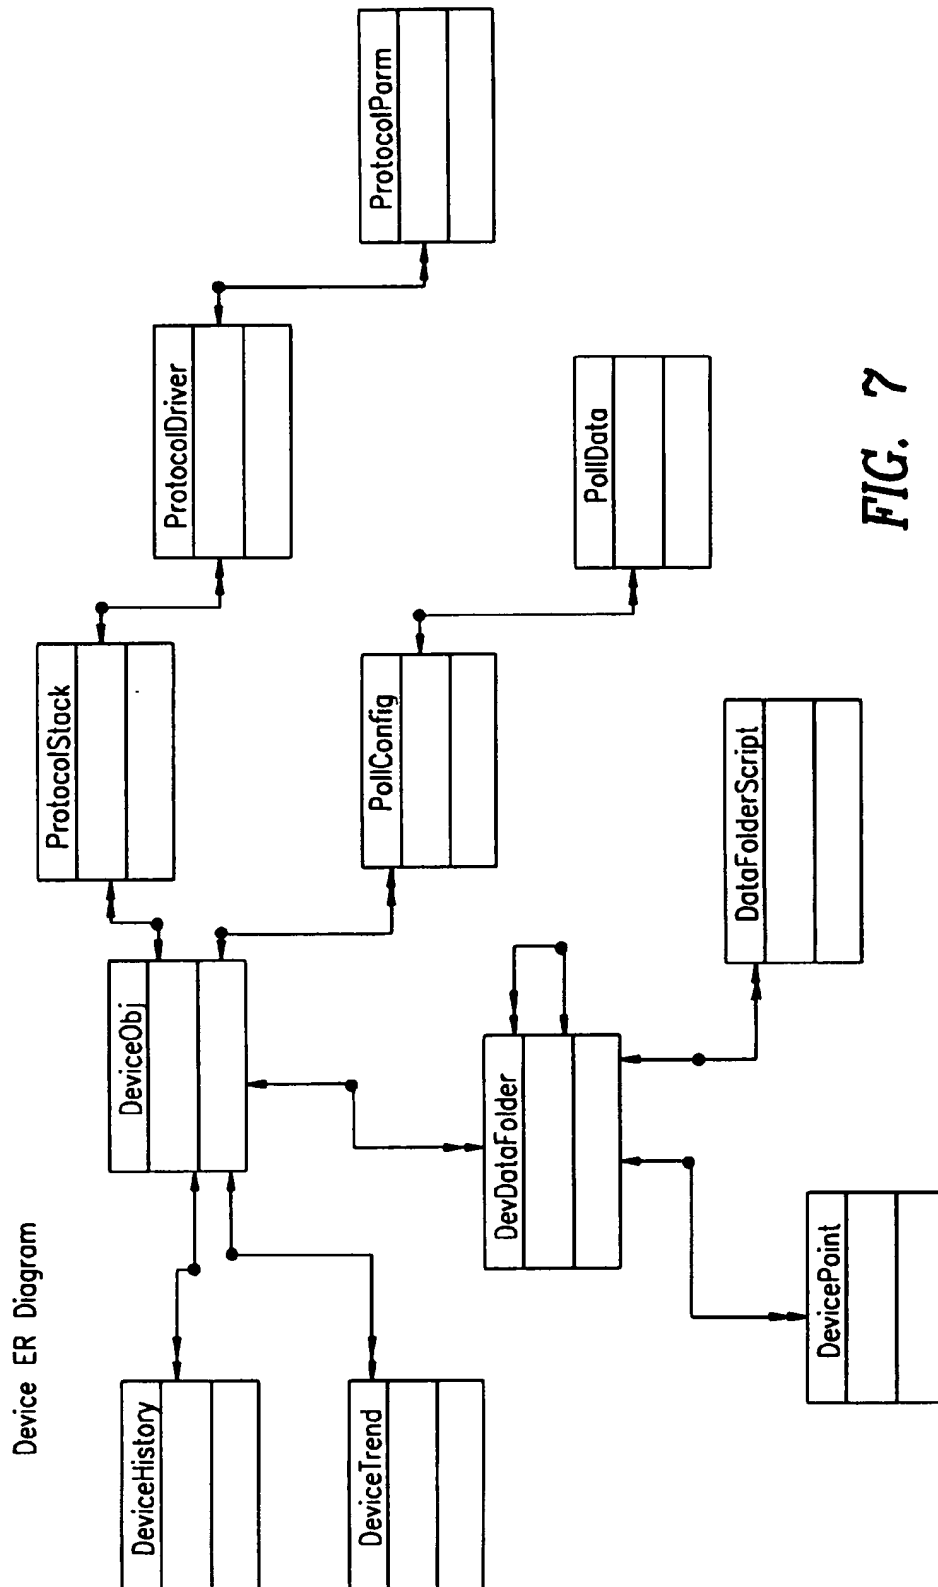 Device ER Diagram
DeviceHistory
DeviceObj
ProtocolStack
ProtocolDriver
ProtocolParm
DeviceTrend
PollConfig
PollData
DevDataFolder
DataFolderScript
DevicePoint
FIG. 7